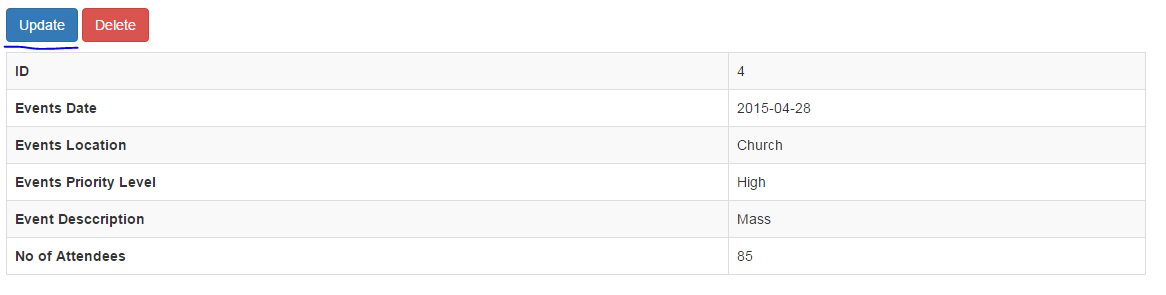 Update Delete
ID 4
Events Date 2015-04-28
Events Location Church
Events Priority Level High
Event Desccription Mass
No of Attendees 85